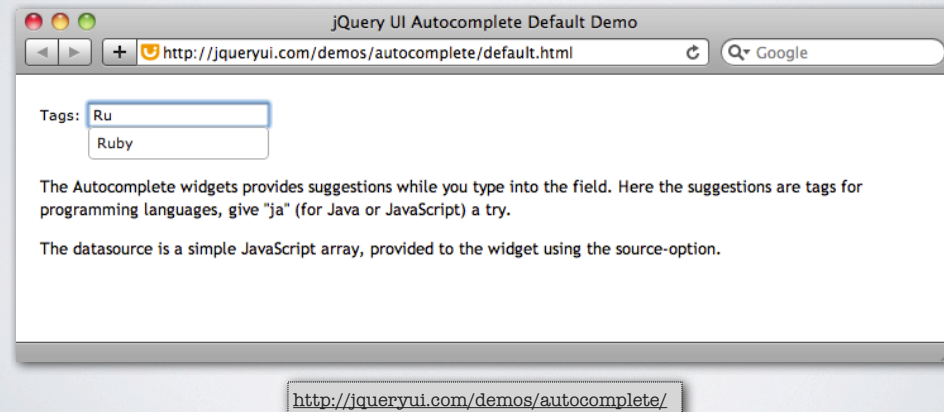 jQuery UI Autocomplete Default Demo
http://jqueryui.com/demos/autocomplete/default.html
Google
Tags: Ru
Ruby
The Autocomplete widgets provides suggestions while you type into the field. Here the suggestions are tags for
programming languages, give "ja" (for Java or JavaScript) a try.
The datasource is a simple JavaScript array, provided to the widget using the source-option.
http://jqueryui.com/demos/autocomplete/